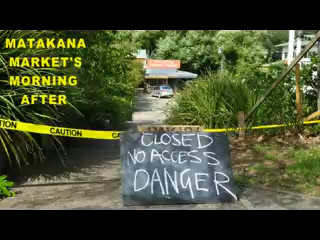 MATAKANA
MARKET'S
MORNING
AFTER
CAUTION
CAUTION
CLOSED
NO ACCESS
DANGER